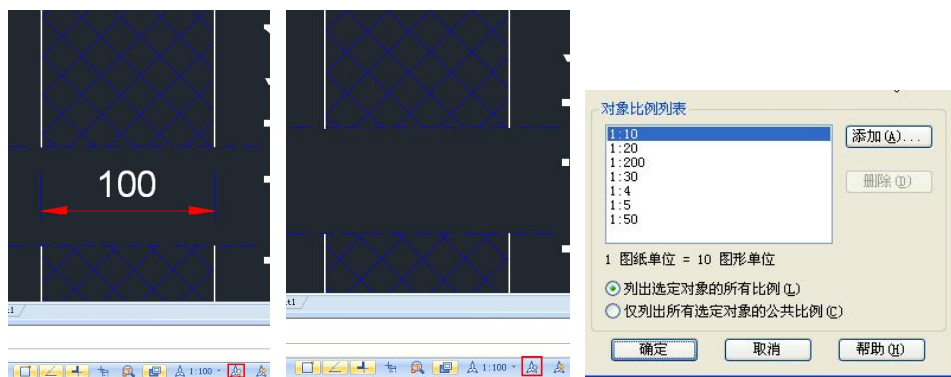 100
1:100
t1
1:100
对象比例列表
1:10
1:20
1:200
1:30
1:4
1:5
1:50
添加(A)...
删除(D)
1 图纸单位 = 10 图形单位
列出选定对象的所有比例(L)
仅列出所有选定对象的公共比例(C)
确定
取消
帮助(H)